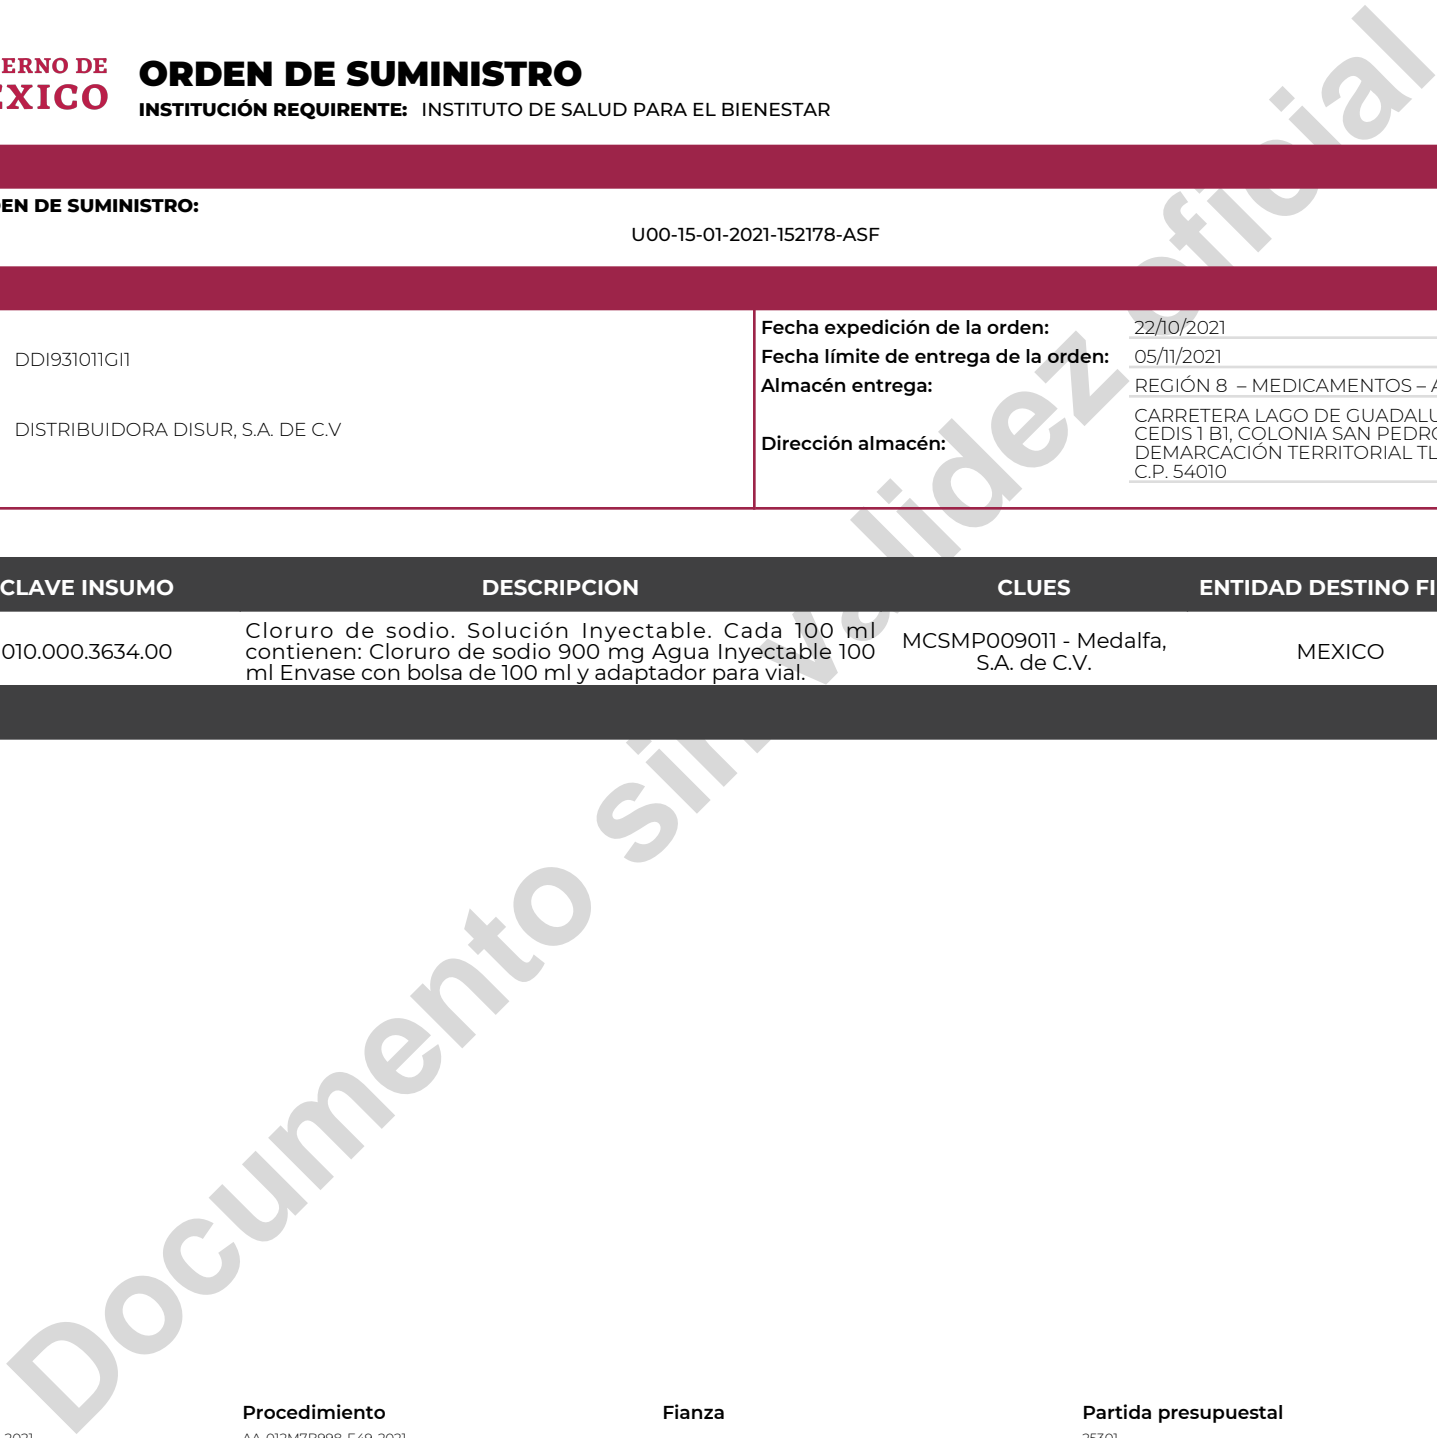 ERNO DE
EXICO
ORDEN DE SUMINISTRO
INSTITUCIÓN REQUIRENTE: INSTITUTO DE SALUD PARA EL BIENESTAR
EN DE SUMINISTRO:
U00-15-01-2021-152178-ASF
DDI931011GI1
DISTRIBUIDORA DISUR, S.A. DE C.V
Fecha expedición de la orden: 22/10/2021
Fecha límite de entrega de la orden: 05/11/2021
Almacén entrega: REGIÓN 8 – MEDICAMENTOS – A
Dirección almacén:
CARRETERA LAGO DE GUADALU
CEDIS 1 B1, COLONIA SAN PEDRO
DEMARCACIÓN TERRITORIAL TL
C.P. 54010
CLAVE INSUMO DESCRIPCION CLUES ENTIDAD DESTINO FI
010.000.3634.00
Cloruro de sodio. Solución Inyectable. Cada 100 ml
contienen: Cloruro de sodio 900 mg Agua Inyectable 100
ml Envase con bolsa de 100 ml y adaptador para vial.
MCSMP009011 - Medalfa,
S.A. de C.V.
MEXICO
Documento sin validez oficial
Procedimiento Fianza Partida presupuestal